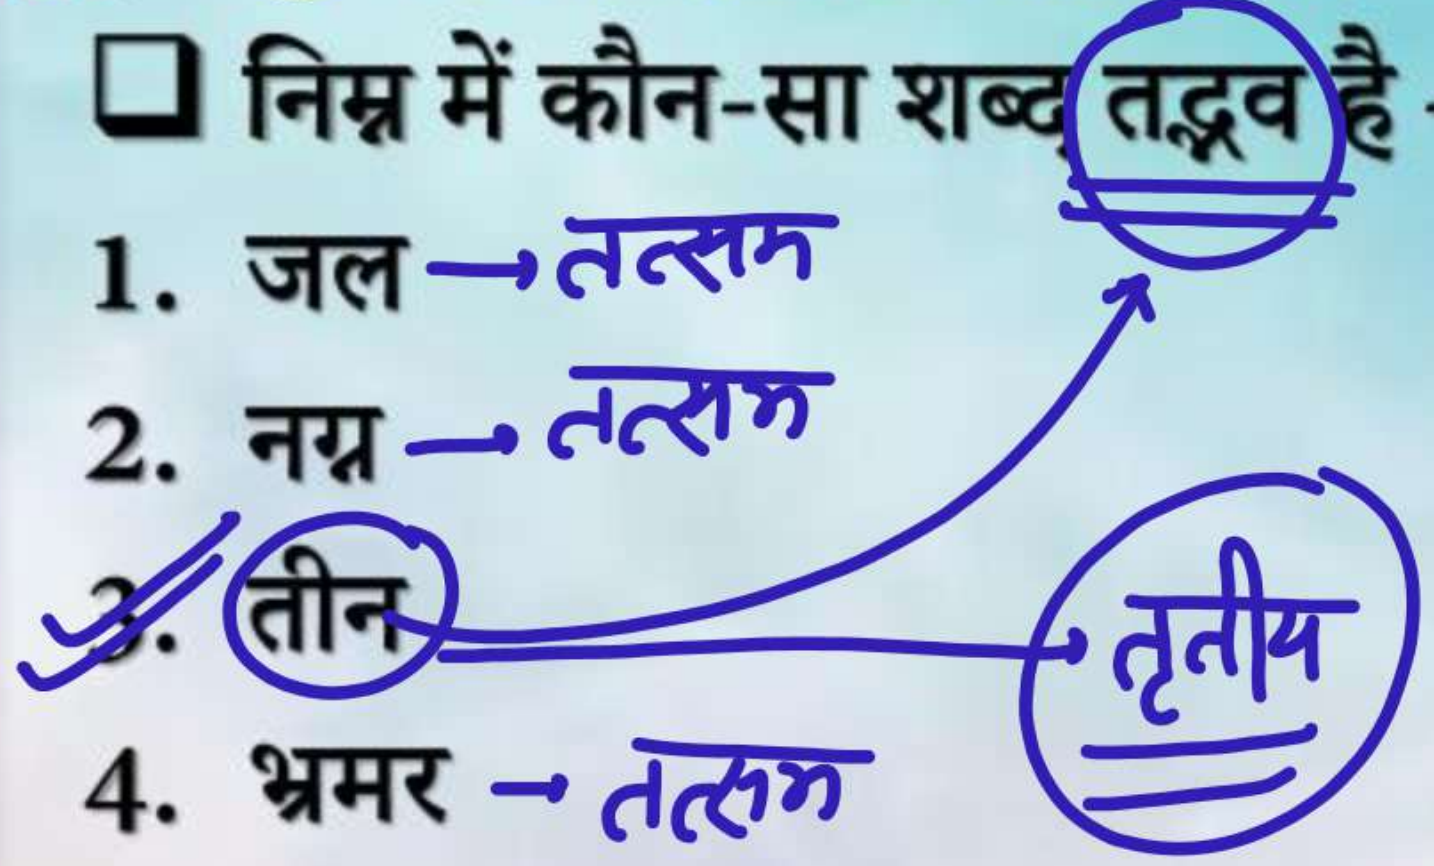 ❑ निम्न में कौन-सा शब्द तद्भव है -
1. जल → तत्सम
2. नग्न → तत्सम
3. तीन → तृतीय
4. भ्रमर → तत्सम